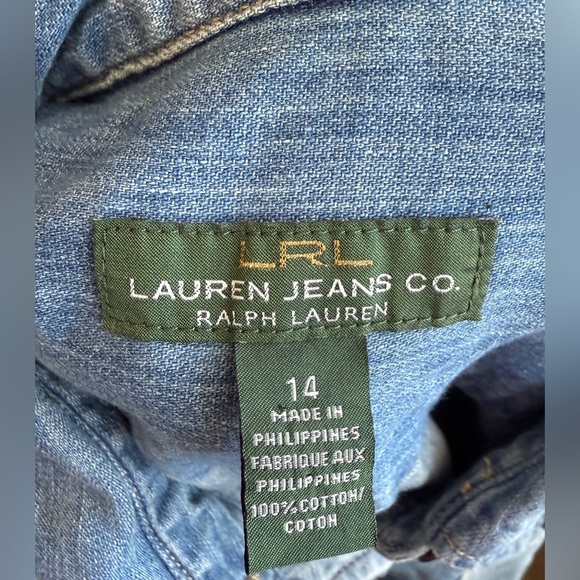 LRL
LAUREN JEANS CO.
RALPH LAUREN
14
MADE IN
PHILIPPINES
FABRIQUE AUX
PHILIPPINES
100% COTTON/
COTON